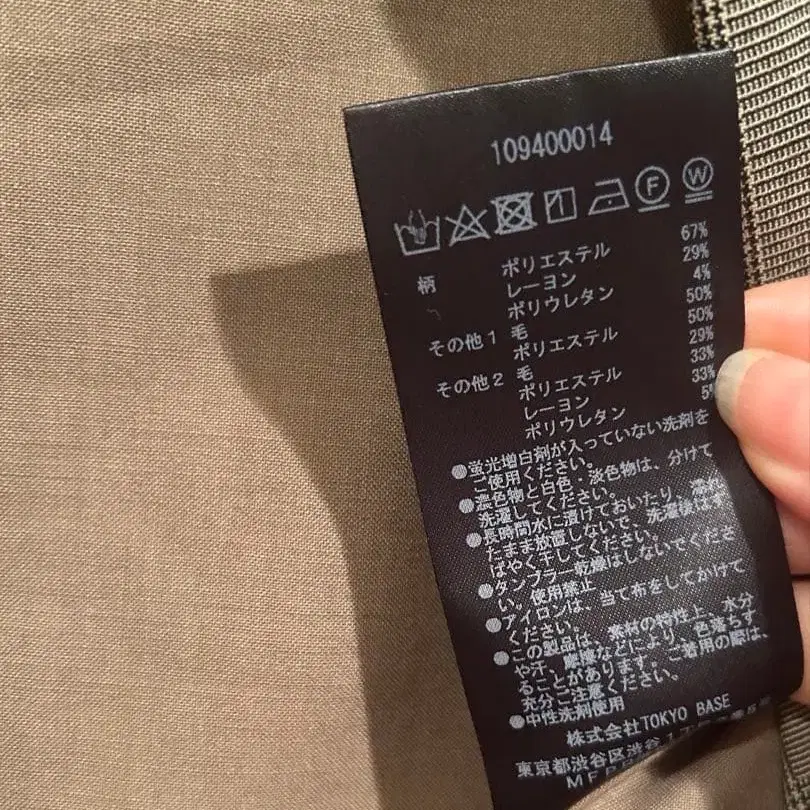 109400014
F W
柄 ポリエステル 67%
レーヨン 29%
ポリウレタン 4%
その他1 毛 50%
ポリエステル 50%
その他2 毛 29%
ポリエステル 33%
レーヨン 33%
ポリウレタン 5%
●蛍光増白剤が入っていない洗剤を
ご使用ください。
●濃色物と白色・淡色物は、分けて
洗濯してください。
●長時間水に漬けておいたり、濡れ
たまま放置しないで、洗濯後はす
ばやく干してください。
●タンブラー乾燥はしないでくださ
い。使用禁止
●アイロンは、当て布をしてかけて
ください。
●この製品は、素材の特性上、水分
や汗、摩擦などにより、色落ちす
ることがあります。ご着用の際は、
充分ご注意ください。
●中性洗剤使用
株式会社TOKYO BASE
東京都渋谷区渋谷